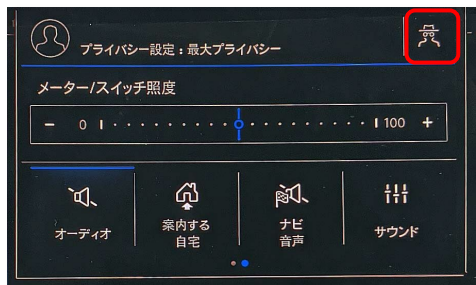 プライバシー設定：最大プライバシー
メーター/スイッチ照度
− 0 100 +
オーディオ
案内する
自宅
ナビ
音声
サウンド